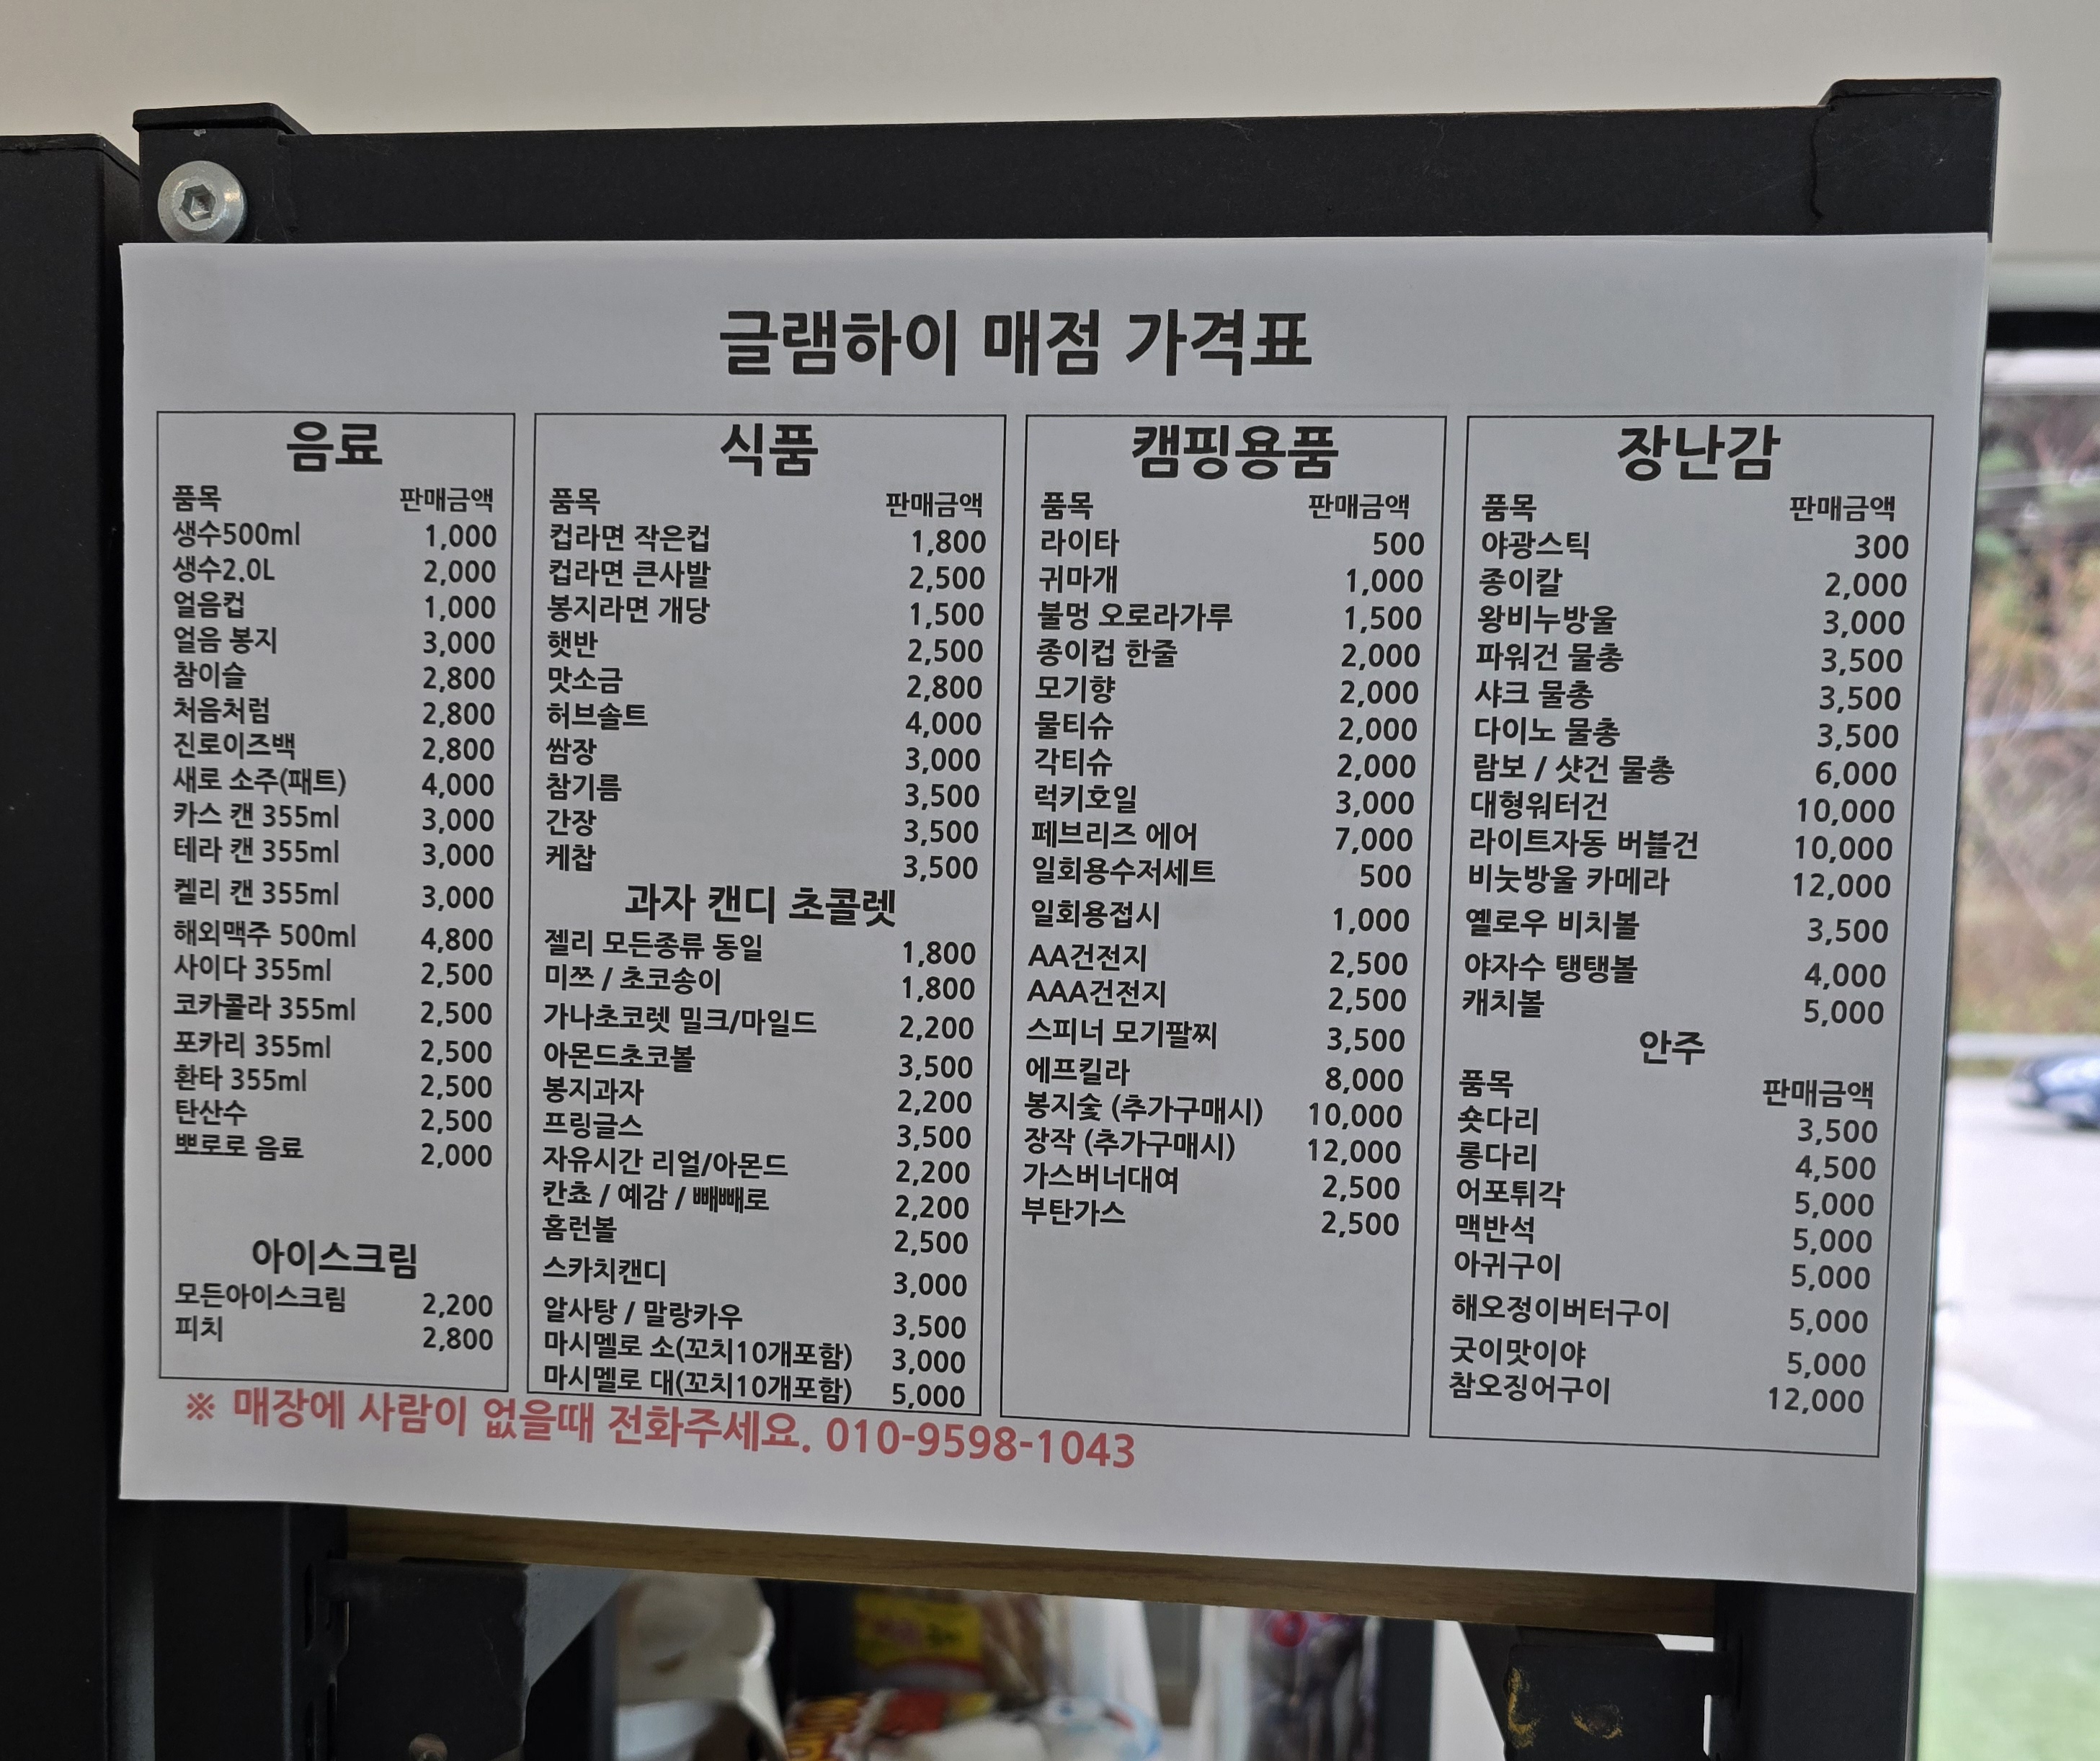 글램하이 매점 가격표
음료
품목 판매금액
생수500ml 1,000
생수2.0L 2,000
얼음컵 1,000
얼음 봉지 3,000
참이슬 2,800
처음처럼 2,800
진로이즈백 2,800
새로 소주(패트) 4,000
카스 캔 355ml 3,000
테라 캔 355ml 3,000
켈리 캔 355ml 3,000
해외맥주 500ml 4,800
사이다 355ml 2,500
코카콜라 355ml 2,500
포카리 355ml 2,500
환타 355ml 2,500
탄산수 2,500
뽀로로 음료 2,000
아이스크림
모든아이스크림 2,200
피치 2,800
식품
품목 판매금액
컵라면 작은컵 1,800
컵라면 큰사발 2,500
봉지라면 개당 1,500
햇반 2,500
맛소금 2,800
허브솔트 4,000
쌈장 3,000
참기름 3,500
간장 3,500
케찹 3,500
과자 캔디 초콜렛
젤리 모든종류 동일 1,800
미쯔 / 초코송이 1,800
가나초코렛 밀크/마일드 2,200
아몬드초코볼 3,500
봉지과자 2,200
프링글스 3,500
자유시간 리얼/아몬드 2,200
칸쵸 / 예감 / 빼빼로 2,200
홈런볼 2,500
스카치캔디 3,000
알사탕 / 말랑카우 3,500
마시멜로 소(꼬치10개포함) 3,000
마시멜로 대(꼬치10개포함) 5,000
캠핑용품
품목 판매금액
라이타 500
귀마개 1,000
불멍 오로라가루 1,500
종이컵 한줄 2,000
모기향 2,000
물티슈 2,000
각티슈 2,000
럭키호일 3,000
페브리즈 에어 7,000
일회용수저세트 500
일회용접시 1,000
AA건전지 2,500
AAA건전지 2,500
스피너 모기팔찌 3,500
에프킬라 8,000
봉지숯 (추가구매시) 10,000
장작 (추가구매시) 12,000
가스버너대여 2,500
부탄가스 2,500
장난감
품목 판매금액
야광스틱 300
종이칼 2,000
왕비누방울 3,000
파워건 물총 3,500
샤크 물총 3,500
다이노 물총 3,500
람보 / 샷건 물총 6,000
대형워터건 10,000
라이트자동 버블건 10,000
비눗방울 카메라 12,000
옐로우 비치볼 3,500
야자수 탱탱볼 4,000
캐치볼 5,000
안주
품목 판매금액
숏다리 3,500
롱다리 4,500
어포튀각 5,000
맥반석 5,000
아귀구이 5,000
해오정이버터구이 5,000
굿이맛이야 5,000
참오징어구이 12,000
※ 매장에 사람이 없을때 전화주세요. 010-9598-1043